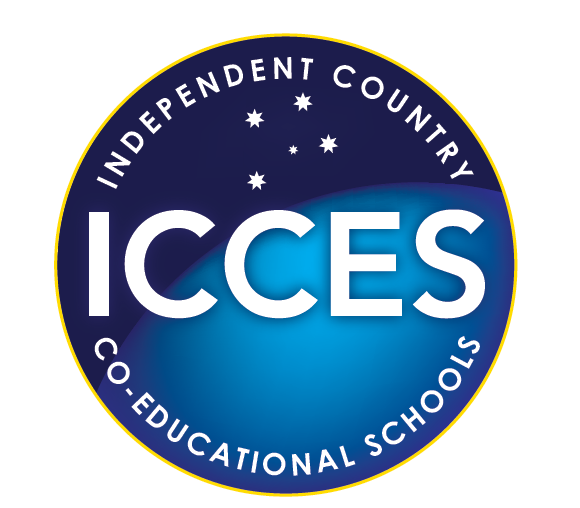 INDEPENDENT COUNTRY
ICCES
CO-EDUCATIONAL SCHOOLS